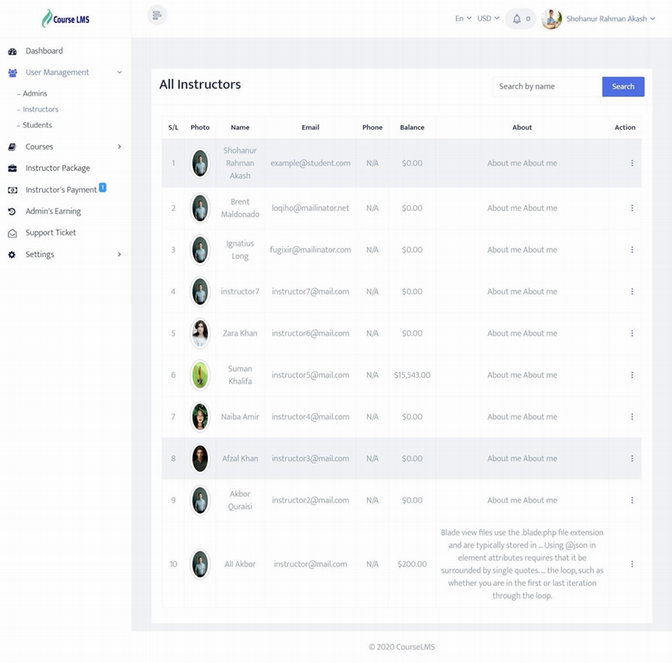 Course LMS
En USD 0 Shohanur Rahman Akash
Dashboard
User Management
– Admins
– Instructors
– Students
Courses
Instructor Package
Instructor's Payment 1
Admin's Earning
Support Ticket
Settings
All Instructors
Search by name Search
S/L Photo Name Email Phone Balance About Action
1 Shohanur Rahman Akash example@student.com N/A $0.00 About me About me
2 Brent Maldonado loqiho@mailinator.net N/A $0.00 About me About me
3 Ignatius Long fugixir@mailinator.com N/A $0.00 About me About me
4 instructor7 instructor7@mail.com N/A $0.00 About me About me
5 Zara Khan instructor6@mail.com N/A $0.00 About me About me
6 Suman Khalifa instructor5@mail.com N/A $15,543.00 About me About me
7 Naiba Amir instructor4@mail.com N/A $0.00 About me About me
8 Afzal Khan instructor3@mail.com N/A $0.00 About me About me
9 Akbor Quraisi instructor2@mail.com N/A $0.00 About me About me
10 Ali Akbor instructor@mail.com N/A $200.00
Blade view files use the .blade.php file extension
and are typically stored in ... Using @json in
element attributes requires that it be
surrounded by single quotes. ... the loop, such as
whether you are in the first or last iteration
through the loop.
© 2020 CourseLMS